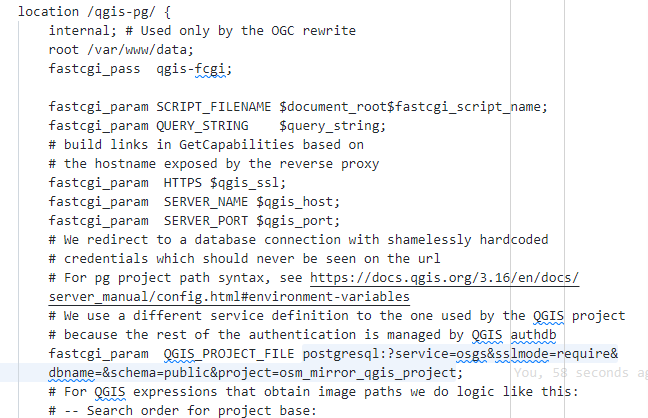 location /qgis-pg/ {
internal; # Used only by the OGC rewrite
root /var/www/data;
fastcgi_pass  qgis-fcgi;
fastcgi_param SCRIPT_FILENAME $document_root$fastcgi_script_name;
fastcgi_param QUERY_STRING    $query_string;
# build links in GetCapabilities based on
# the hostname exposed by the reverse proxy
fastcgi_param  HTTPS $qgis_ssl;
fastcgi_param  SERVER_NAME $qgis_host;
fastcgi_param  SERVER_PORT $qgis_port;
# We redirect to a database connection with shamelessly hardcoded
# credentials which should never be seen on the url
# For pg project path syntax, see https://docs.qgis.org/3.16/en/docs/
server_manual/config.html#environment-variables
# We use a different service definition to the one used by the QGIS project
# because the rest of the authentication is managed by QGIS authdb
fastcgi_param  QGIS_PROJECT_FILE postgresql:?service=osgs&sslmode=require&
dbname=&schema=public&project=osm_mirror_qgis_project; You, 58 seconds ag
# For QGIS expressions that obtain image paths we do logic like this:
# -- Search order for project base: